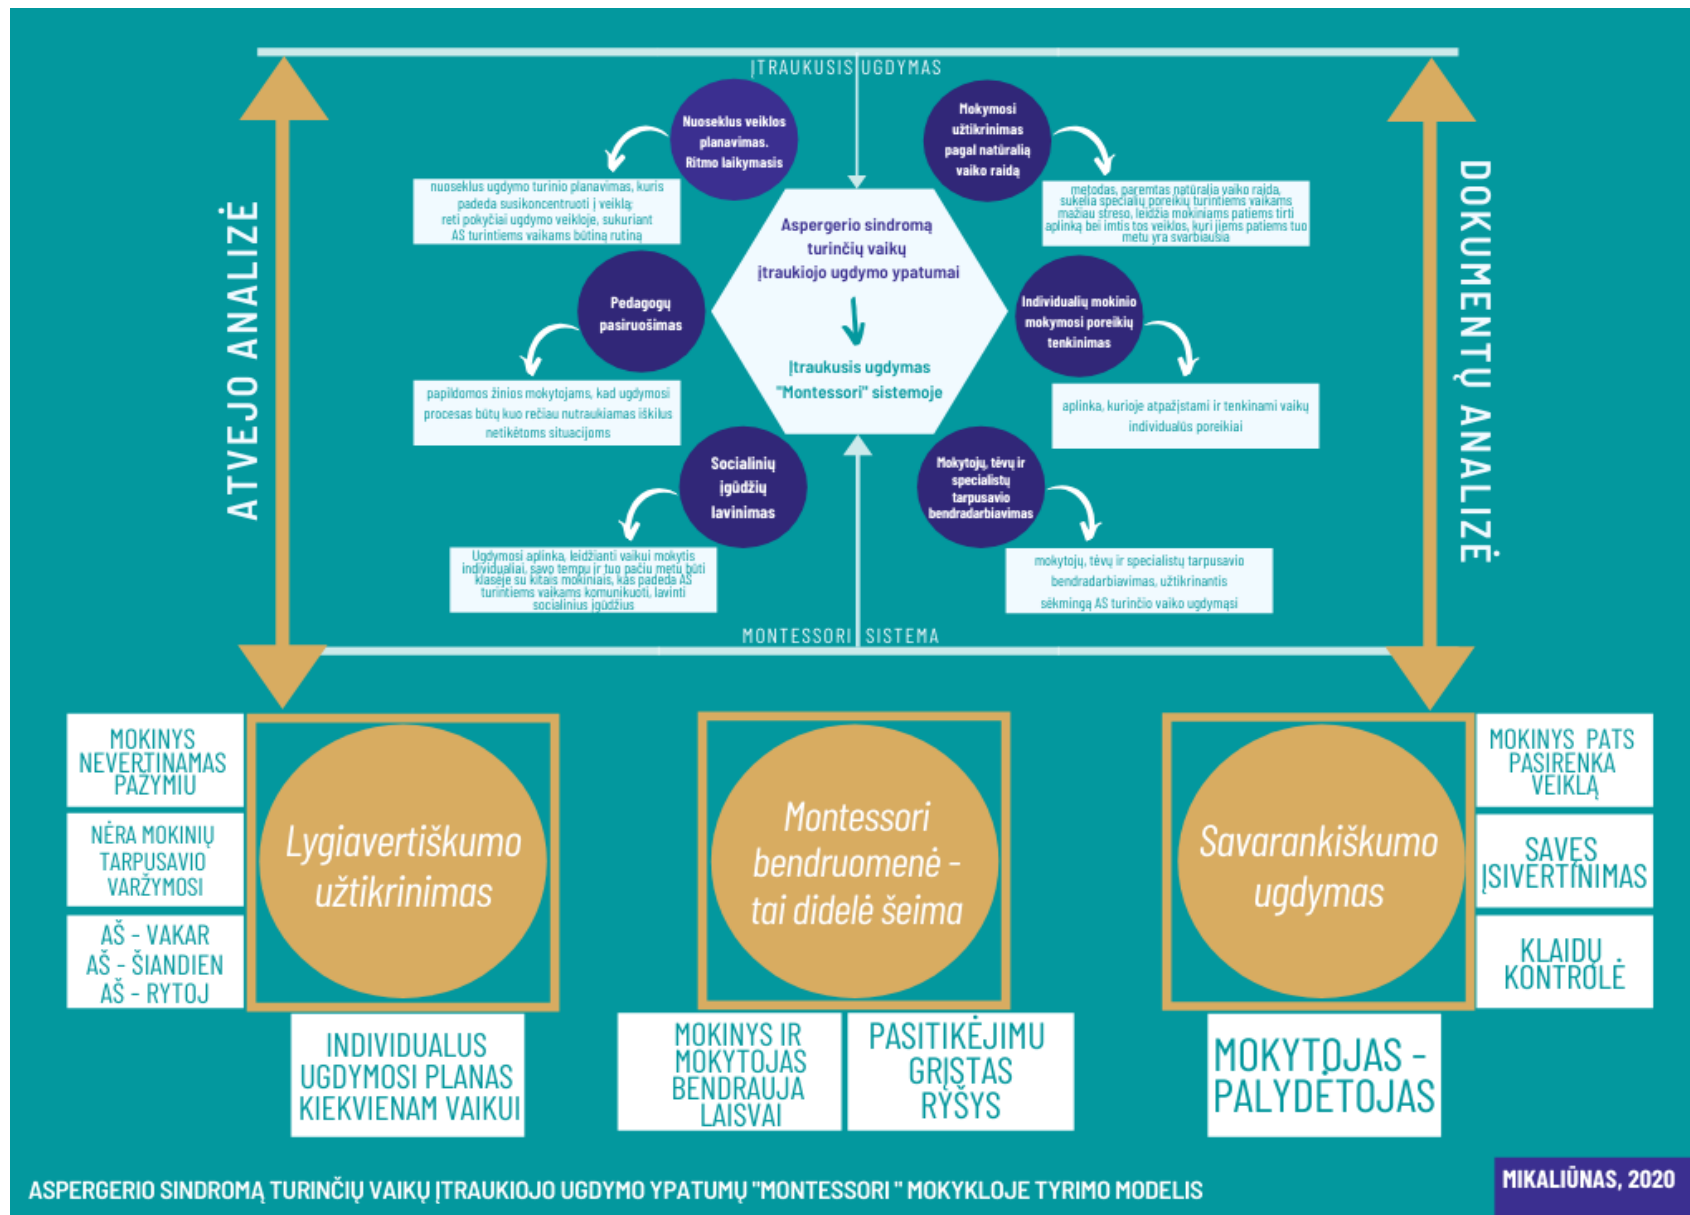 ĮTRAUKUSIS UGDYMAS
ATVEJO ANALIZĖ
DOKUMENTŲ ANALIZĖ
Nuoseklus veiklos
planavimas.
Ritmo laikymasis
nuoseklus ugdymo turinio planavimas, kuris
padeda susikoncentruoti į veiklą;
reti pokyčiai ugdymo veikloje, sukuriant
AS turintiems vaikams būtiną rutiną
Mokymosi
užtikrinimas
pagal natūralią
vaiko raidą
metodas, paremtas natūralia vaiko raida,
sukelia specialių poreikių turintiems vaikams
mažiau streso, leidžia mokiniams patiems tirti
aplinką bei imtis tos veiklos, kuri jiems patiems tuo
metu yra svarbiausia
Aspergerio sindromą
turinčių vaikų
įtraukiojo ugdymo ypatumai
Įtraukusis ugdymas
"Montessori" sistemoje
Pedagogų
pasiruošimas
papildomos žinios mokytojams, kad ugdymosi
procesas būtų kuo rečiau nutraukiamas iškilus
netikėtoms situacijoms
Individualių mokinio
mokymosi poreikių
tenkinimas
aplinka, kurioje atpažįstami ir tenkinami vaikų
individualūs poreikiai
Socialinių
įgūdžių
lavinimas
Ugdymosi aplinka, leidžianti vaikui mokytis
individualiai, savo tempu ir tuo pačiu metu būti
klasėje su kitais mokiniais, kas padeda AS
turintiems vaikams komunikuoti, lavinti
socialinius įgūdžius
Mokytojų, tėvų ir
specialistų
tarpusavio
bendradarbiavimas
mokytojų, tėvų ir specialistų tarpusavio
bendradarbiavimas, užtikrinantis
sėkmingą AS turinčio vaiko ugdymąsi
MONTESSORI SISTEMA
MOKINYS
NEVERTINAMAS
PAŽYMIU
NĖRA MOKINIŲ
TARPUSAVIO
VARŽYMOSI
AŠ - VAKAR
AŠ - ŠIANDIEN
AŠ - RYTOJ
Lygiavertiškumo
užtikrinimas
INDIVIDUALUS
UGDYMOSI PLANAS
KIEKVIENAM VAIKUI
Montessori
bendruomenė -
tai didelė šeima
MOKINYS IR
MOKYTOJAS
BENDRAUJA
LAISVAI
PASITIKĖJIMU
GRĮSTAS
RYŠYS
Savarankiškumo
ugdymas
MOKINYS PATS
PASIRENKA
VEIKLĄ
SAVĘS
ĮSIVERTINIMAS
KLAIDŲ
KONTROLĖ
MOKYTOJAS -
PALYDĖTOJAS
ASPERGERIO SINDROMĄ TURINČIŲ VAIKŲ ĮTRAUKIOJO UGDYMO YPATUMŲ "MONTESSORI " MOKYKLOJE TYRIMO MODELIS
MIKALIŪNAS, 2020